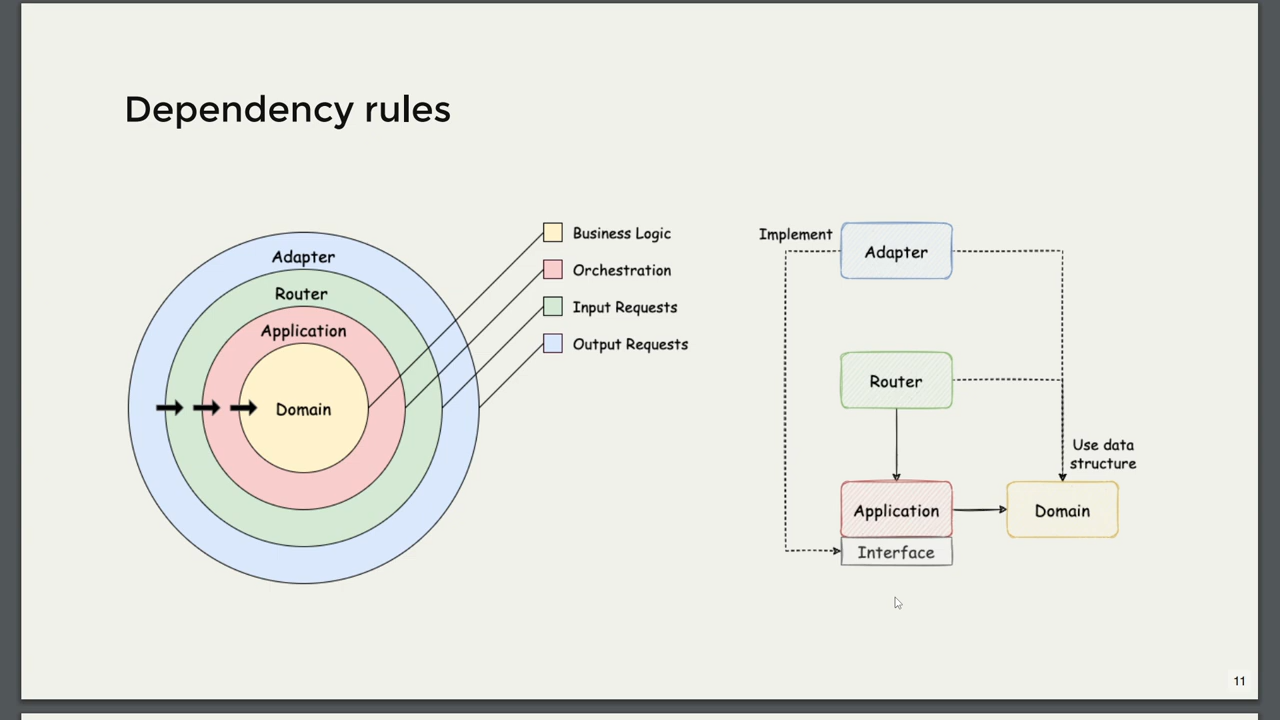 Dependency rules
Adapter
Router
Application
Domain
Business Logic
Orchestration
Input Requests
Output Requests
Implement
Adapter
Router
Use data
structure
Application
Domain
Interface
11